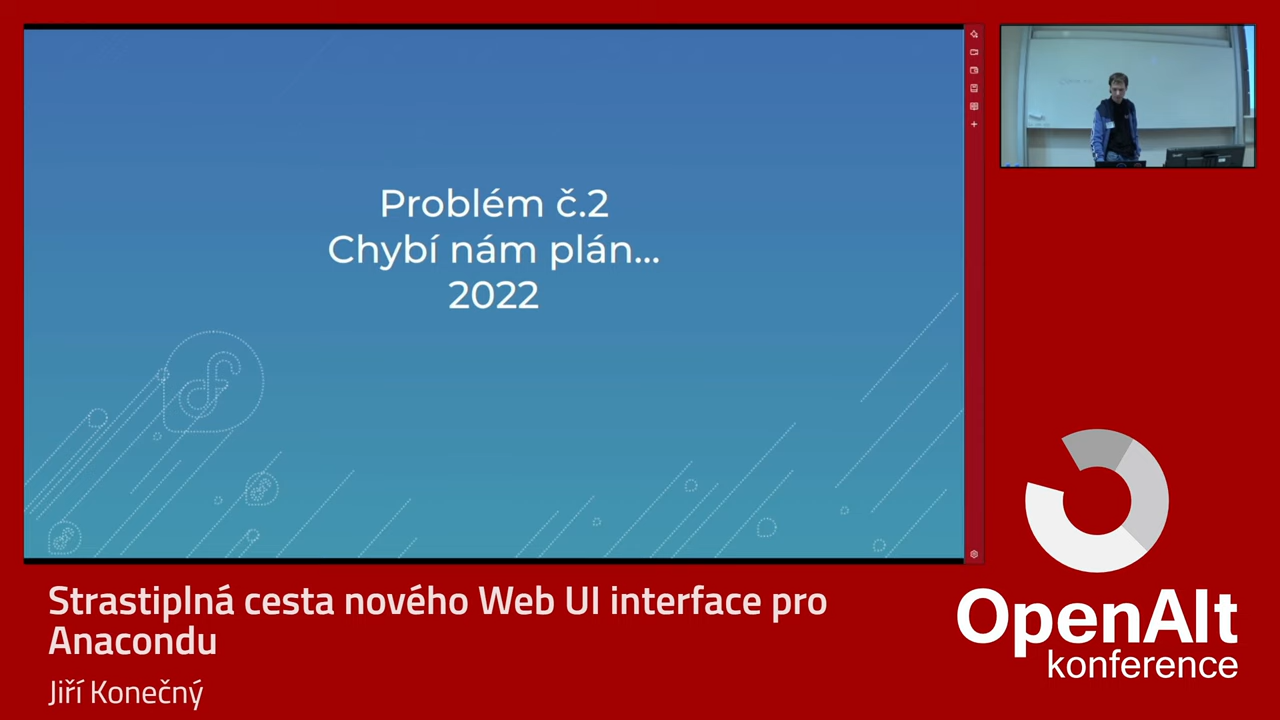 Problém č.2
Chybí nám plán...
2022
Strastiplná cesta nového Web UI interface pro
Anacondu
Jiří Konečný
OpenAlt
konference